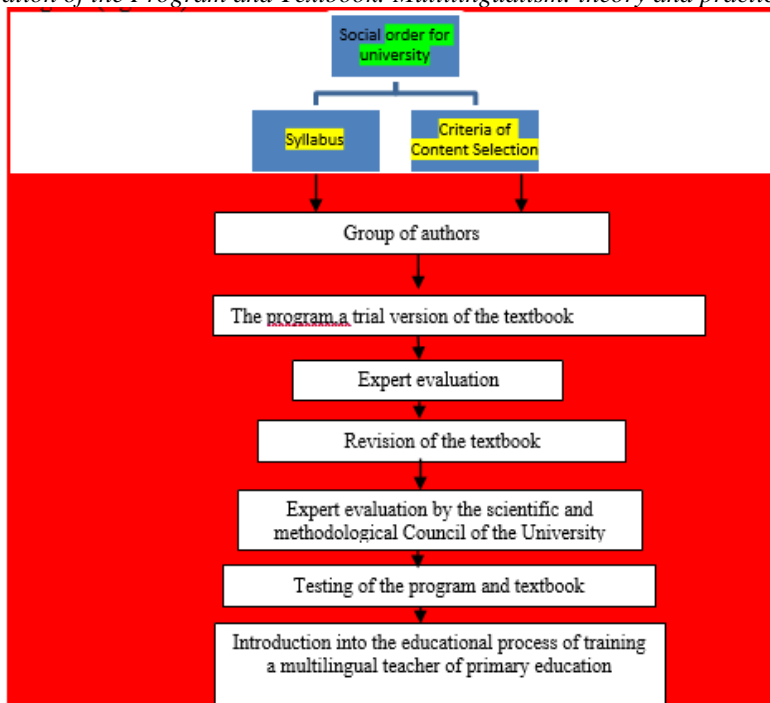 ation of the Program and Textbook. Multilingualism: theory and practic
Social order for
university
Syllabus
Criteria of
Content Selection
Group of authors
The program,a trial version of the textbook
Expert evaluation
Revision of the textbook
Expert evaluation by the scientific and
methodological Council of the University
Testing of the program and textbook
Introduction into the educational process of training
a multilingual teacher of primary education